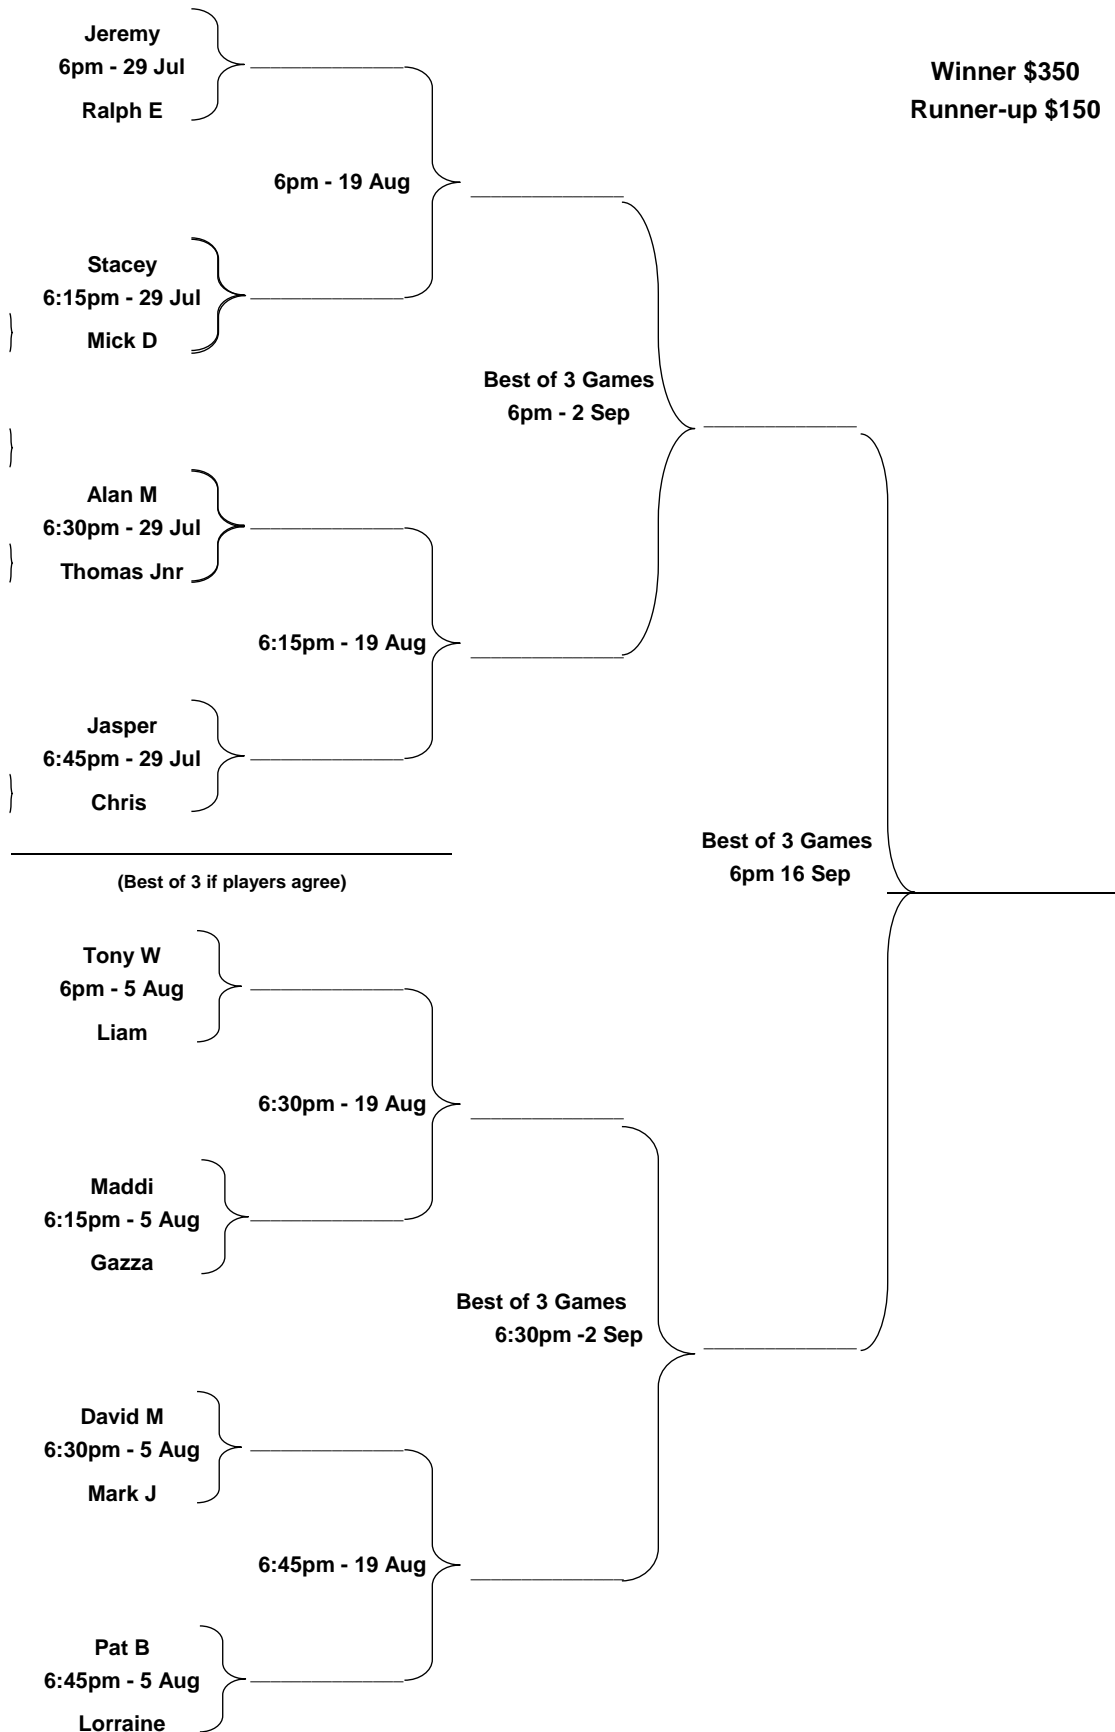 Jeremy
6pm - 29 Jul
Ralph E
Winner $350
Runner-up $150
6pm - 19 Aug
Stacey
6:15pm - 29 Jul
Mick D
Best of 3 Games
6pm - 2 Sep
Alan M
6:30pm - 29 Jul
Thomas Jnr
6:15pm - 19 Aug
Jasper
6:45pm - 29 Jul
Chris
Best of 3 Games
6pm 16 Sep
(Best of 3 if players agree)
Tony W
6pm - 5 Aug
Liam
6:30pm - 19 Aug
Maddi
6:15pm - 5 Aug
Gazza
Best of 3 Games
6:30pm -2 Sep
David M
6:30pm - 5 Aug
Mark J
6:45pm - 19 Aug
Pat B
6:45pm - 5 Aug
Lorraine